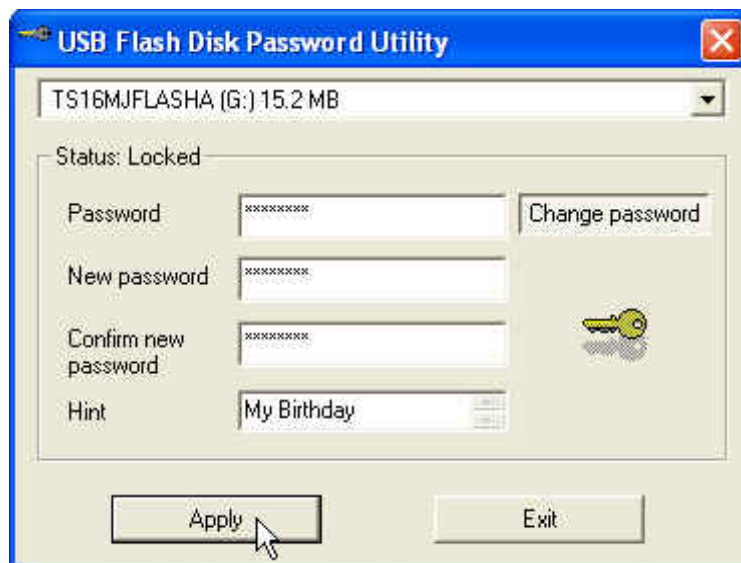 USB Flash Disk Password Utility
TS16MJFLASHA (G:) 15.2 MB
Status: Locked
Password ******** Change password
New password ********
Confirm new password ********
Hint My Birthday
Apply Exit